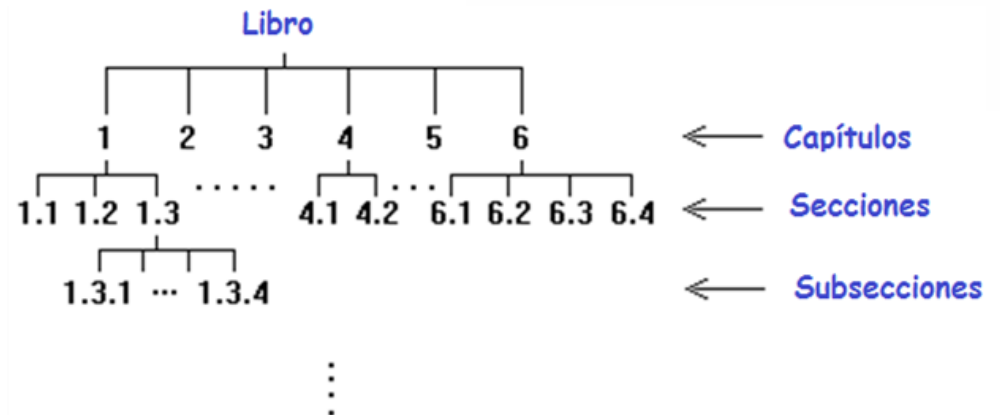 Libro
1 2 3 4 5 6 Capítulos
1.1 1.2 1.3 ..... 4.1 4.2 ... 6.1 6.2 6.3 6.4 Secciones
1.3.1 ... 1.3.4 Subsecciones